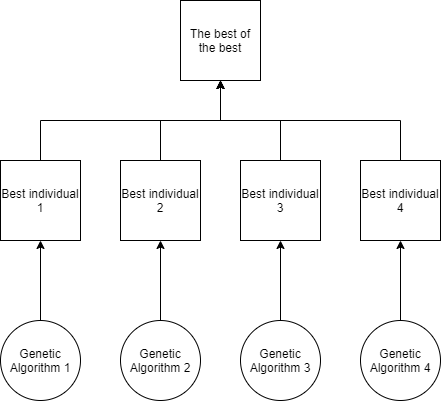 The best of
the best
Best individual
1
Best individual
2
Best individual
3
Best individual
4
Genetic
Algorithm 1
Genetic
Algorithm 2
Genetic
Algorithm 3
Genetic
Algorithm 4